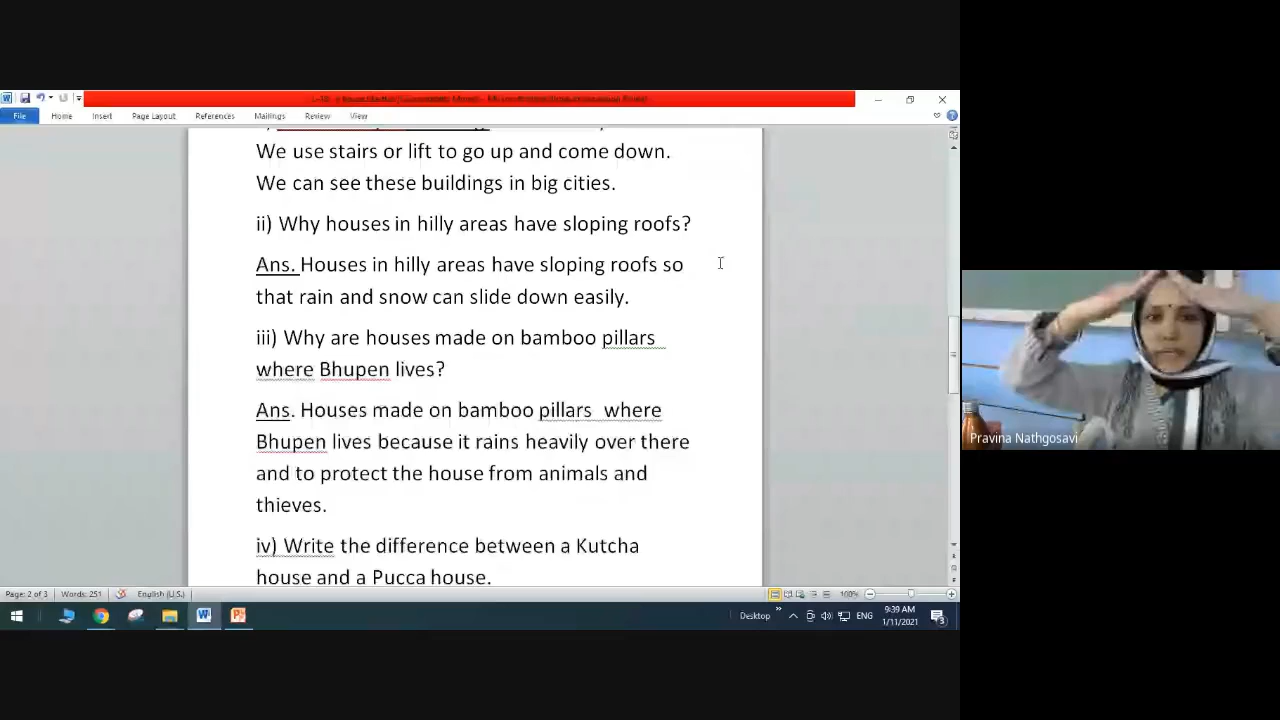 File Home Insert Page Layout References Mailings Review View
We use stairs or lift to go up and come down.
We can see these buildings in big cities.
ii) Why houses in hilly areas have sloping roofs?
Ans. Houses in hilly areas have sloping roofs so
that rain and snow can slide down easily.
iii) Why are houses made on bamboo pillars
where Bhupen lives?
Ans. Houses made on bamboo pillars where
Bhupen lives because it rains heavily over there
and to protect the house from animals and
thieves.
iv) Write the difference between a Kutcha
house and a Pucca house.
Pravina Nathgosavi
Page: 2 of 3 Words: 251 English (U.S.) 100%
Desktop ENG 9:39 AM
1/11/2021